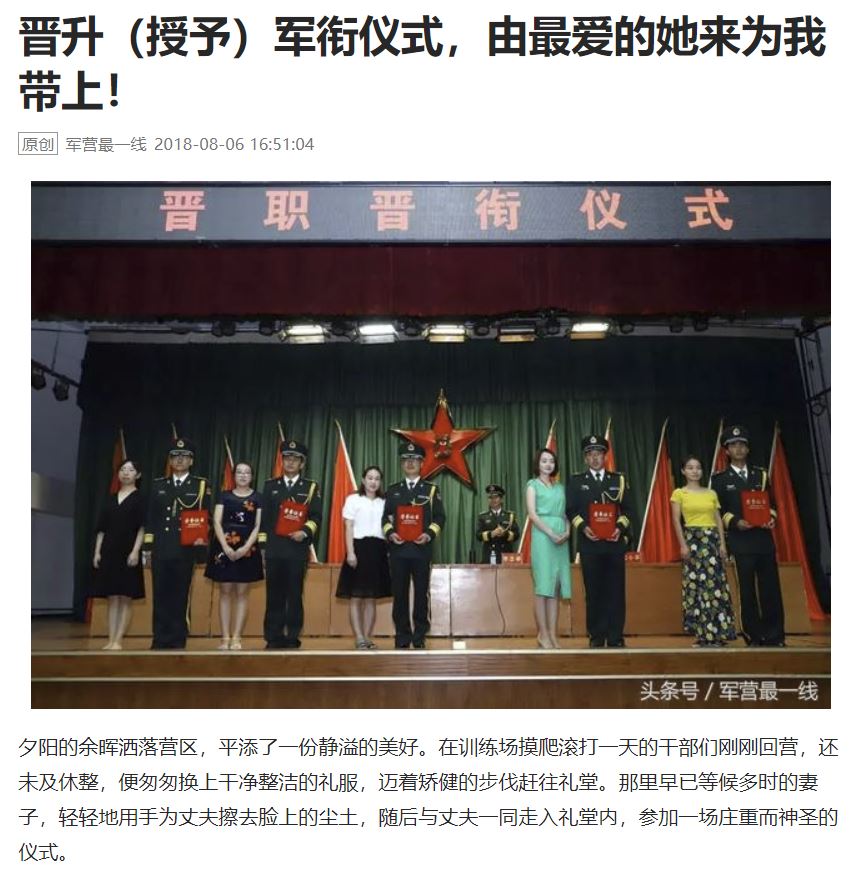 晋升（授予）军衔仪式，由最爱的她来为我
带上！
原创 军营最一线 2018-08-06 16:51:04
晋职晋衔仪式
头条号 / 军营最一线
夕阳的余晖洒落营区，平添了一份静溢的美好。在训练场摸爬滚打一天的干部们刚刚回营，还
未及休整，便匆匆换上干净整洁的礼服，迈着矫健的步伐赶往礼堂。那里早已等候多时的妻
子，轻轻地用手为丈夫擦去脸上的尘土，随后与丈夫一同走入礼堂内，参加一场庄重而神圣的
仪式。